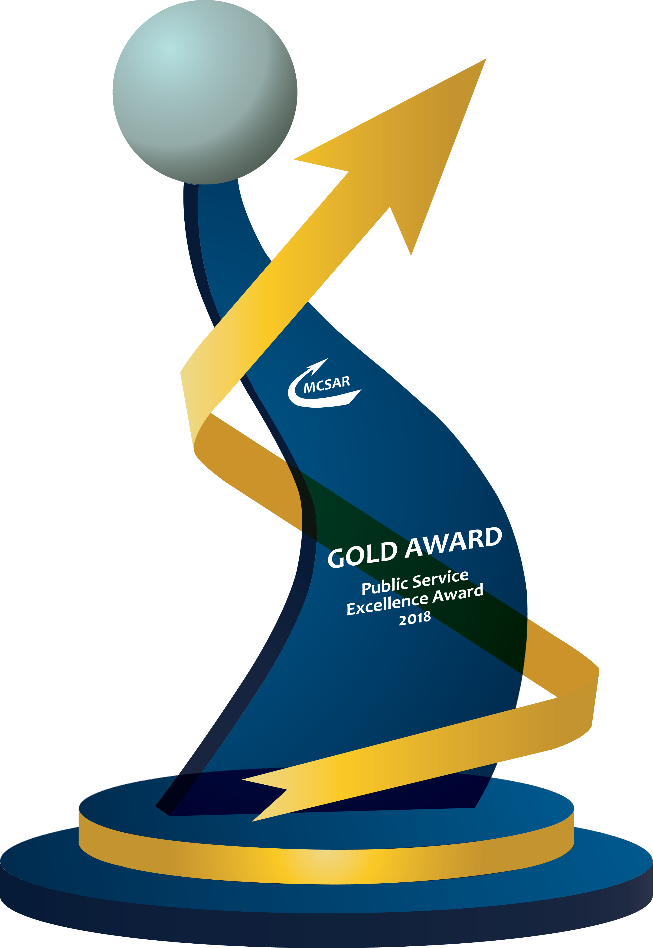 MCSAR
GOLD AWARD
Public Service
Excellence Award
2018